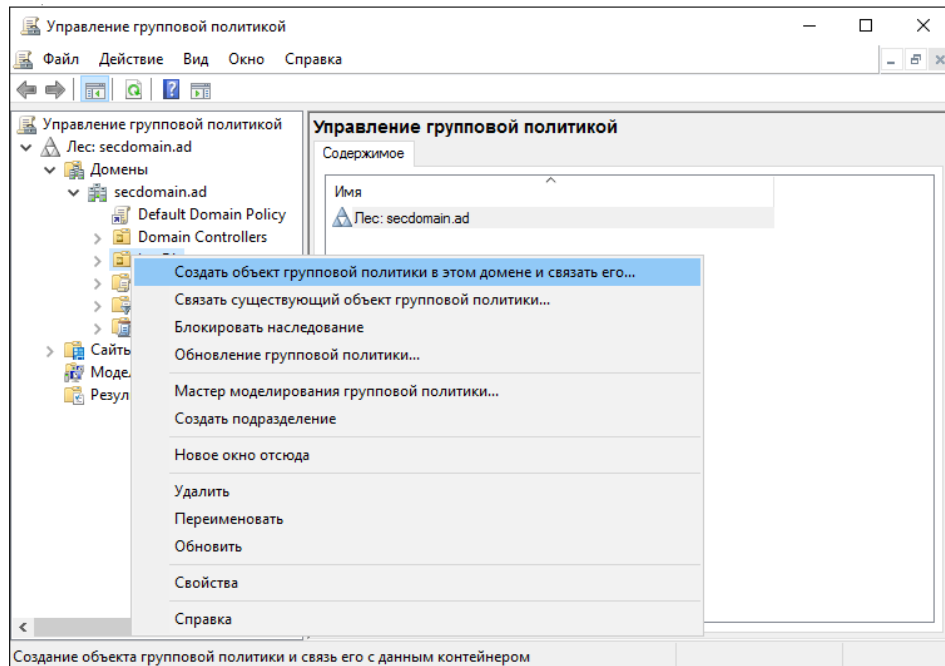 Управление групповой политикой
Файл Действие Вид Окно Справка
Управление групповой политикой
Лес: secdomain.ad
Домены
secdomain.ad
Default Domain Policy
Domain Controllers
Сайты
Моде
Резул
Управление групповой политикой
Содержимое
Имя
Лес: secdomain.ad
Создать объект групповой политики в этом домене и связать его...
Связать существующий объект групповой политики...
Блокировать наследование
Обновление групповой политики...
Мастер моделирования групповой политики...
Создать подразделение
Новое окно отсюда
Удалить
Переименовать
Обновить
Свойства
Справка
Создание объекта групповой политики и связь его с данным контейнером